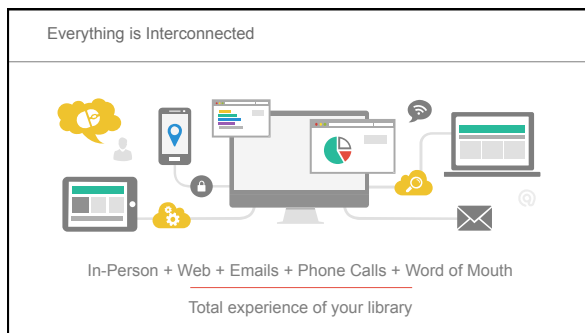 Everything is Interconnected
In-Person + Web + Emails + Phone Calls + Word of Mouth
Total experience of your library